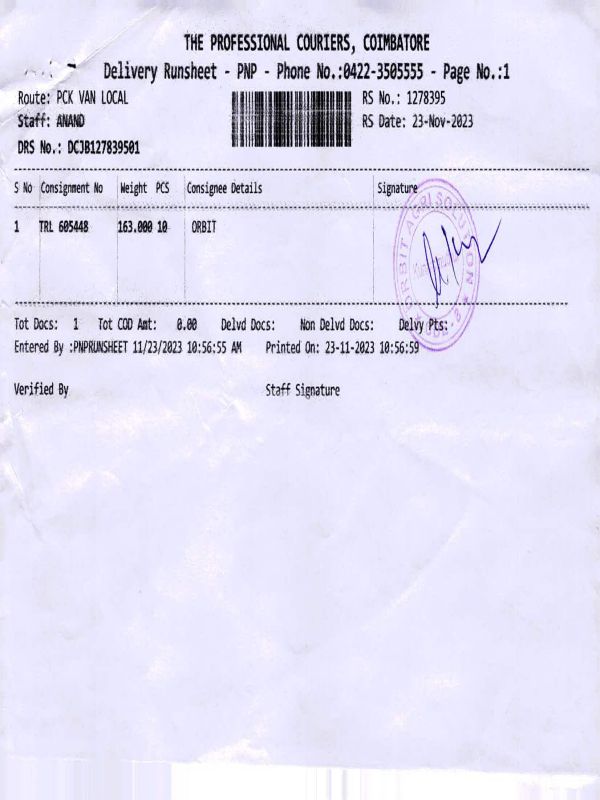 THE PROFESSIONAL COURIERS, COIMBATORE
Delivery Runsheet - PNP - Phone No.:0422-3505555 - Page No.:1
Route: PCK VAN LOCAL RS No.: 1278395
Staff: ANAND RS Date: 23-Nov-2023
DRS No.: DCJB127839501
S No Consignment No Weight PCS Consignee Details Signature
1 TRL 605448 163.000 10 ORBIT
ORBIT AGRI SOLUTION
Tot Docs: 1 Tot COD Amt: 0.00 Delvd Docs: Non Delvd Docs: Delvy Pts:
Entered By :PNPRUNSHEET 11/23/2023 10:56:55 AM Printed On: 23-11-2023 10:56:59
Verified By Staff Signature